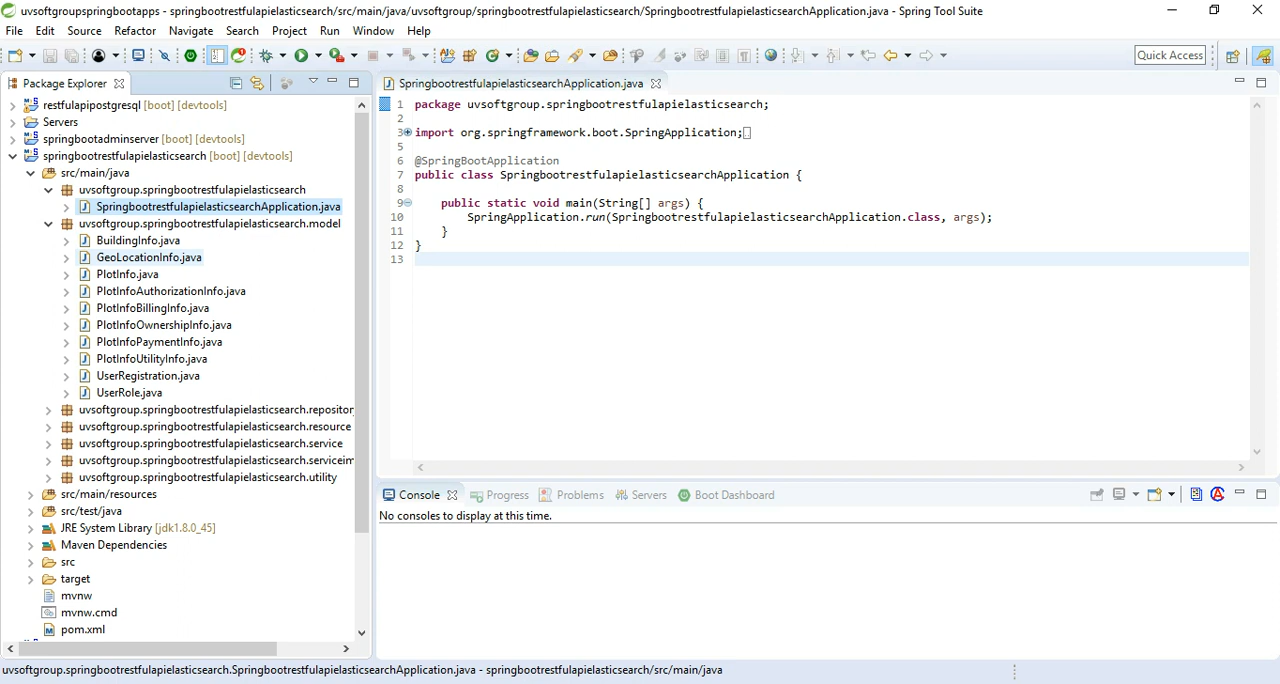 uvsoftgroupspringbootapps - springbootrestfulapielasticsearch/src/main/java/uvsoftgroup/springbootrestfulapielasticsearch/SpringbootrestfulapielasticsearchApplication.java - Spring Tool Suite
File Edit Source Refactor Navigate Search Project Run Window Help
Quick Access
Package Explorer
SpringbootrestfulapielasticsearchApplication.java
restfulapipostgresql [boot] [devtools]
Servers
springbootadminserver [boot] [devtools]
springbootrestfulapielasticsearch [boot] [devtools]
src/main/java
uvsoftgroup.springbootrestfulapielasticsearch
SpringbootrestfulapielasticsearchApplication.java
uvsoftgroup.springbootrestfulapielasticsearch.model
BuildingInfo.java
GeoLocationInfo.java
PlotInfo.java
PlotInfoAuthorizationInfo.java
PlotInfoBillingInfo.java
PlotInfoOwnershipInfo.java
PlotInfoPaymentInfo.java
PlotInfoUtilityInfo.java
UserRegistration.java
UserRole.java
uvsoftgroup.springbootrestfulapielasticsearch.repositor
uvsoftgroup.springbootrestfulapielasticsearch.resource
uvsoftgroup.springbootrestfulapielasticsearch.service
uvsoftgroup.springbootrestfulapielasticsearch.serviceim
uvsoftgroup.springbootrestfulapielasticsearch.utility
src/main/resources
src/test/java
JRE System Library [jdk1.8.0_45]
Maven Dependencies
src
target
mvnw
mvnw.cmd
pom.xml
1 package uvsoftgroup.springbootrestfulapielasticsearch;
2
3 import org.springframework.boot.SpringApplication;
5
6 @SpringBootApplication
7 public class SpringbootrestfulapielasticsearchApplication {
8
9 public static void main(String[] args) {
10 SpringApplication.run(SpringbootrestfulapielasticsearchApplication.class, args);
11 }
12 }
13
Console Progress Problems Servers Boot Dashboard
No consoles to display at this time.
uvsoftgroup.springbootrestfulapielasticsearch.SpringbootrestfulapielasticsearchApplication.java - springbootrestfulapielasticsearch/src/main/java